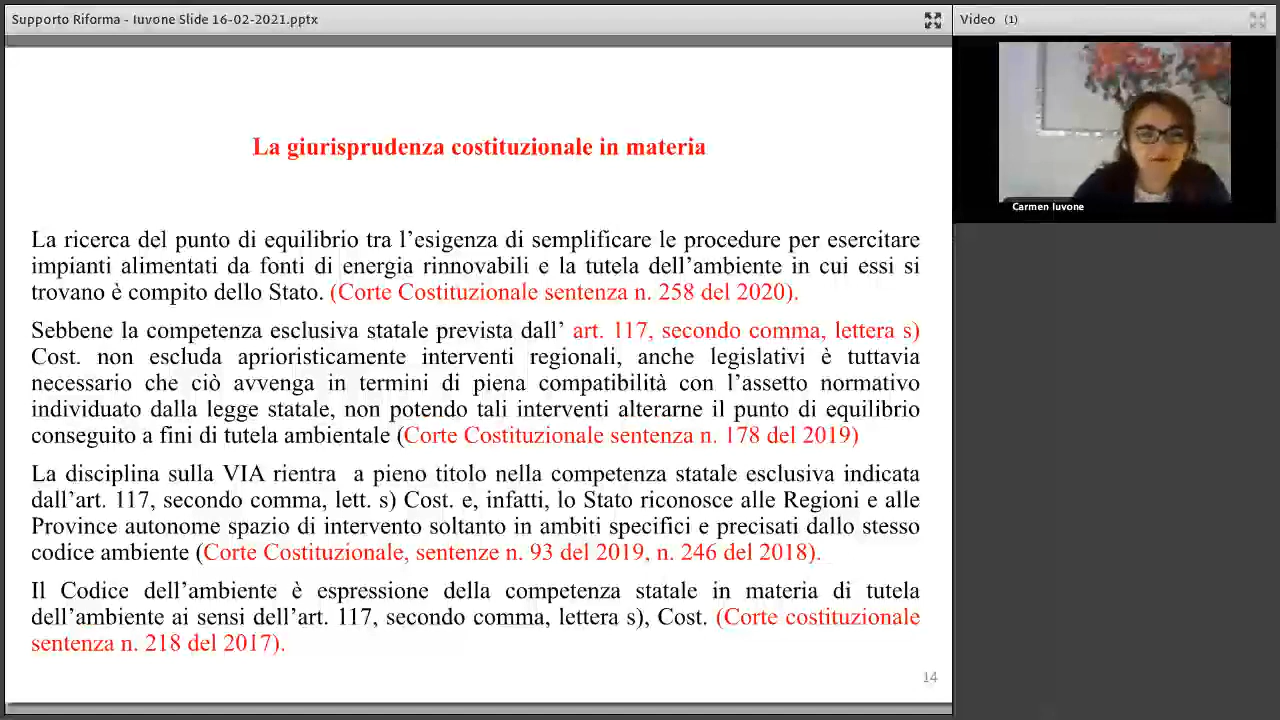 Supporto Riforma - Iuvone Slide 16-02-2021.pptx
Video (1)
Carmen Iuvone
La giurisprudenza costituzionale in materia
La ricerca del punto di equilibrio tra l’esigenza di semplificare le procedure per esercitare
impianti alimentati da fonti di energia rinnovabili e la tutela dell’ambiente in cui essi si
trovano è compito dello Stato. (Corte Costituzionale sentenza n. 258 del 2020).
Sebbene la competenza esclusiva statale prevista dall’ art. 117, secondo comma, lettera s)
Cost. non escluda aprioristicamente interventi regionali, anche legislativi è tuttavia
necessario che ciò avvenga in termini di piena compatibilità con l’assetto normativo
individuato dalla legge statale, non potendo tali interventi alterarne il punto di equilibrio
conseguito a fini di tutela ambientale (Corte Costituzionale sentenza n. 178 del 2019)
La disciplina sulla VIA rientra  a pieno titolo nella competenza statale esclusiva indicata
dall’art. 117, secondo comma, lett. s) Cost. e, infatti, lo Stato riconosce alle Regioni e alle
Province autonome spazio di intervento soltanto in ambiti specifici e precisati dallo stesso
codice ambiente (Corte Costituzionale, sentenze n. 93 del 2019, n. 246 del 2018).
Il Codice dell’ambiente è espressione della competenza statale in materia di tutela
dell’ambiente ai sensi dell’art. 117, secondo comma, lettera s), Cost. (Corte costituzionale
sentenza n. 218 del 2017).
14